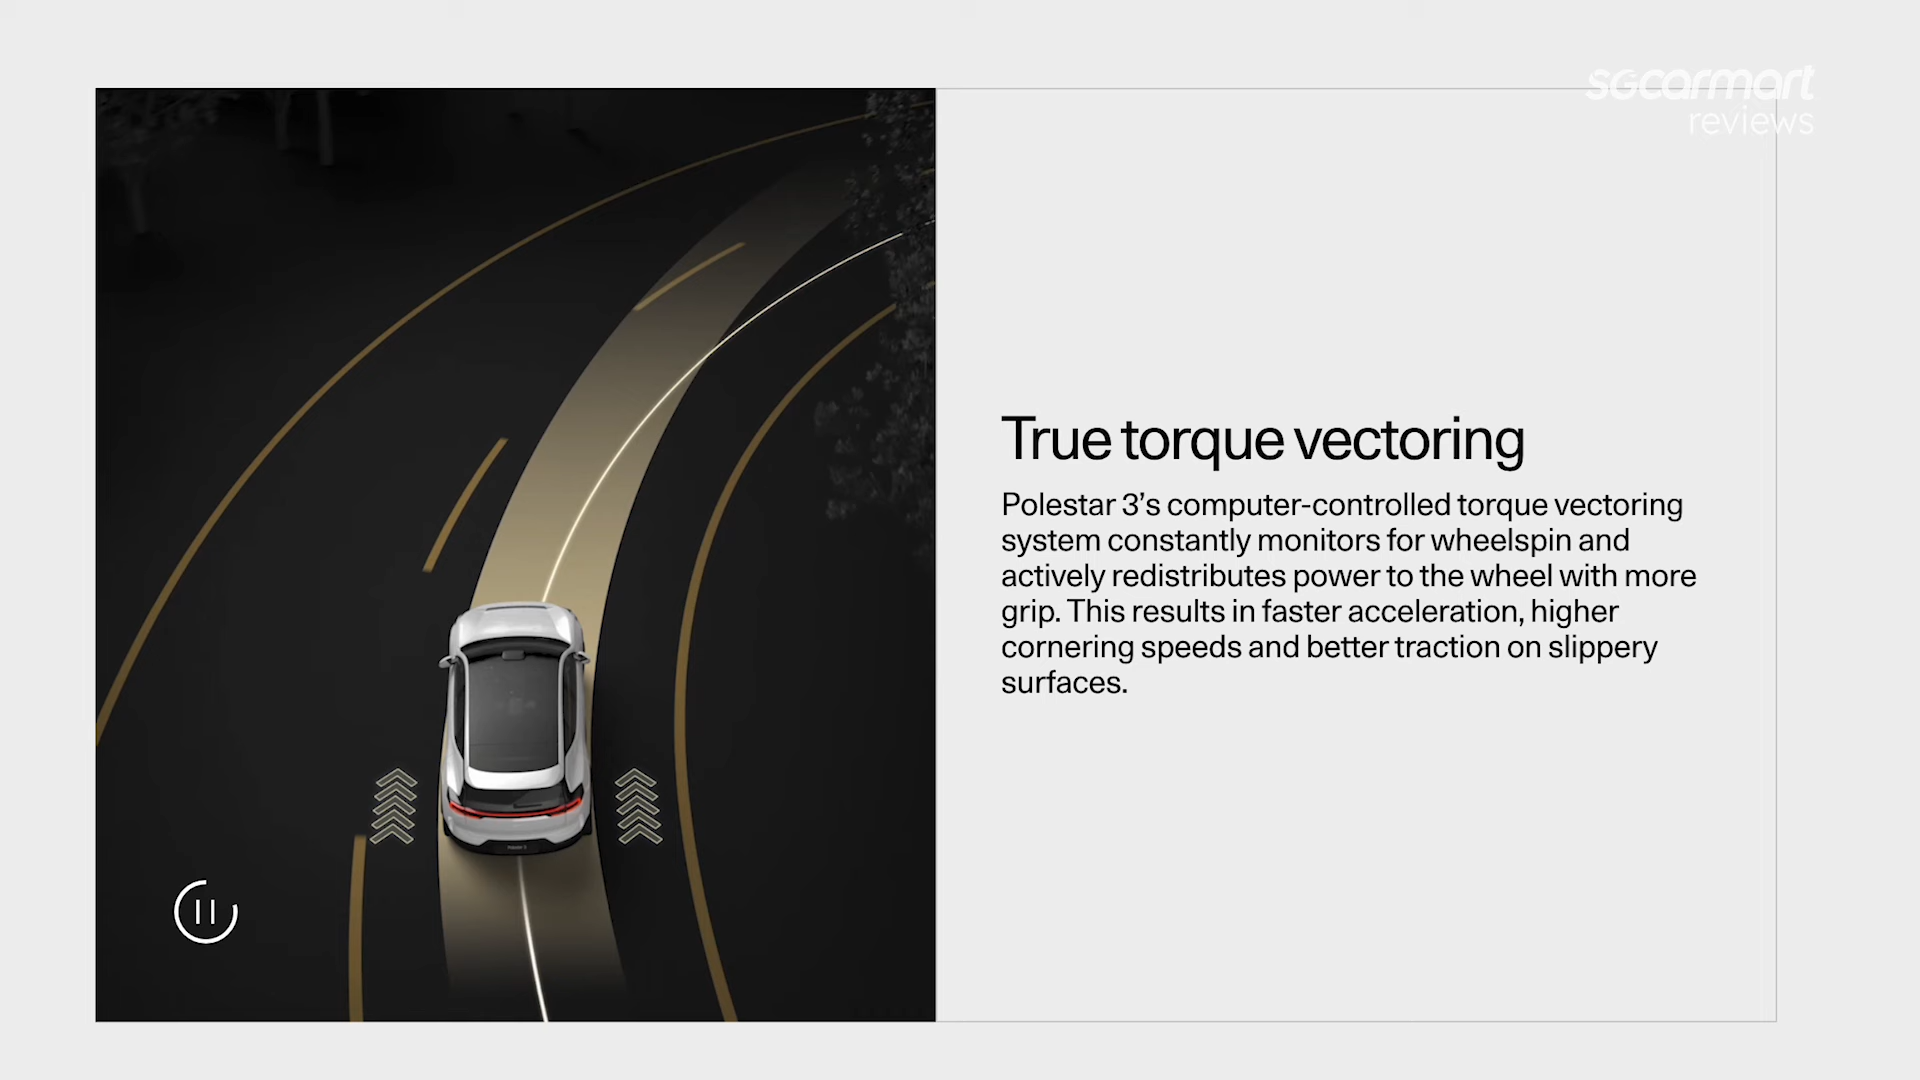 sgcarmart
reviews
True torque vectoring
Polestar 3’s computer-controlled torque vectoring
system constantly monitors for wheelspin and
actively redistributes power to the wheel with more
grip. This results in faster acceleration, higher
cornering speeds and better traction on slippery
surfaces.